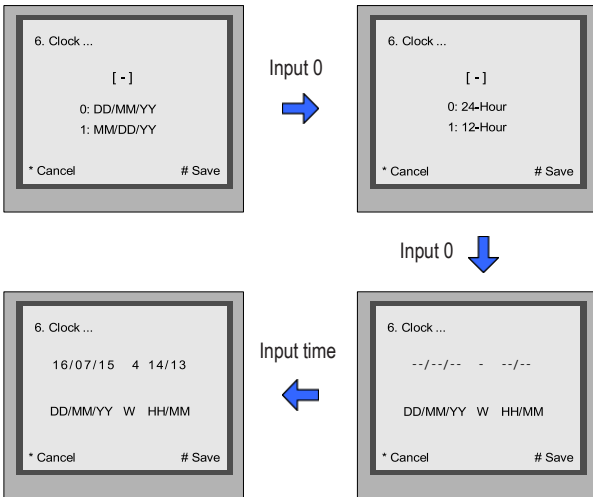 6. Clock ...
[ - ]
0: DD/MM/YY
1: MM/DD/YY
* Cancel # Save
Input 0
6. Clock ...
[ - ]
0: 24-Hour
1: 12-Hour
* Cancel # Save
Input 0
6. Clock ...
--/--/-- - --/--
DD/MM/YY W HH/MM
* Cancel # Save
Input time
6. Clock ...
16/07/15 4 14/13
DD/MM/YY W HH/MM
* Cancel # Save